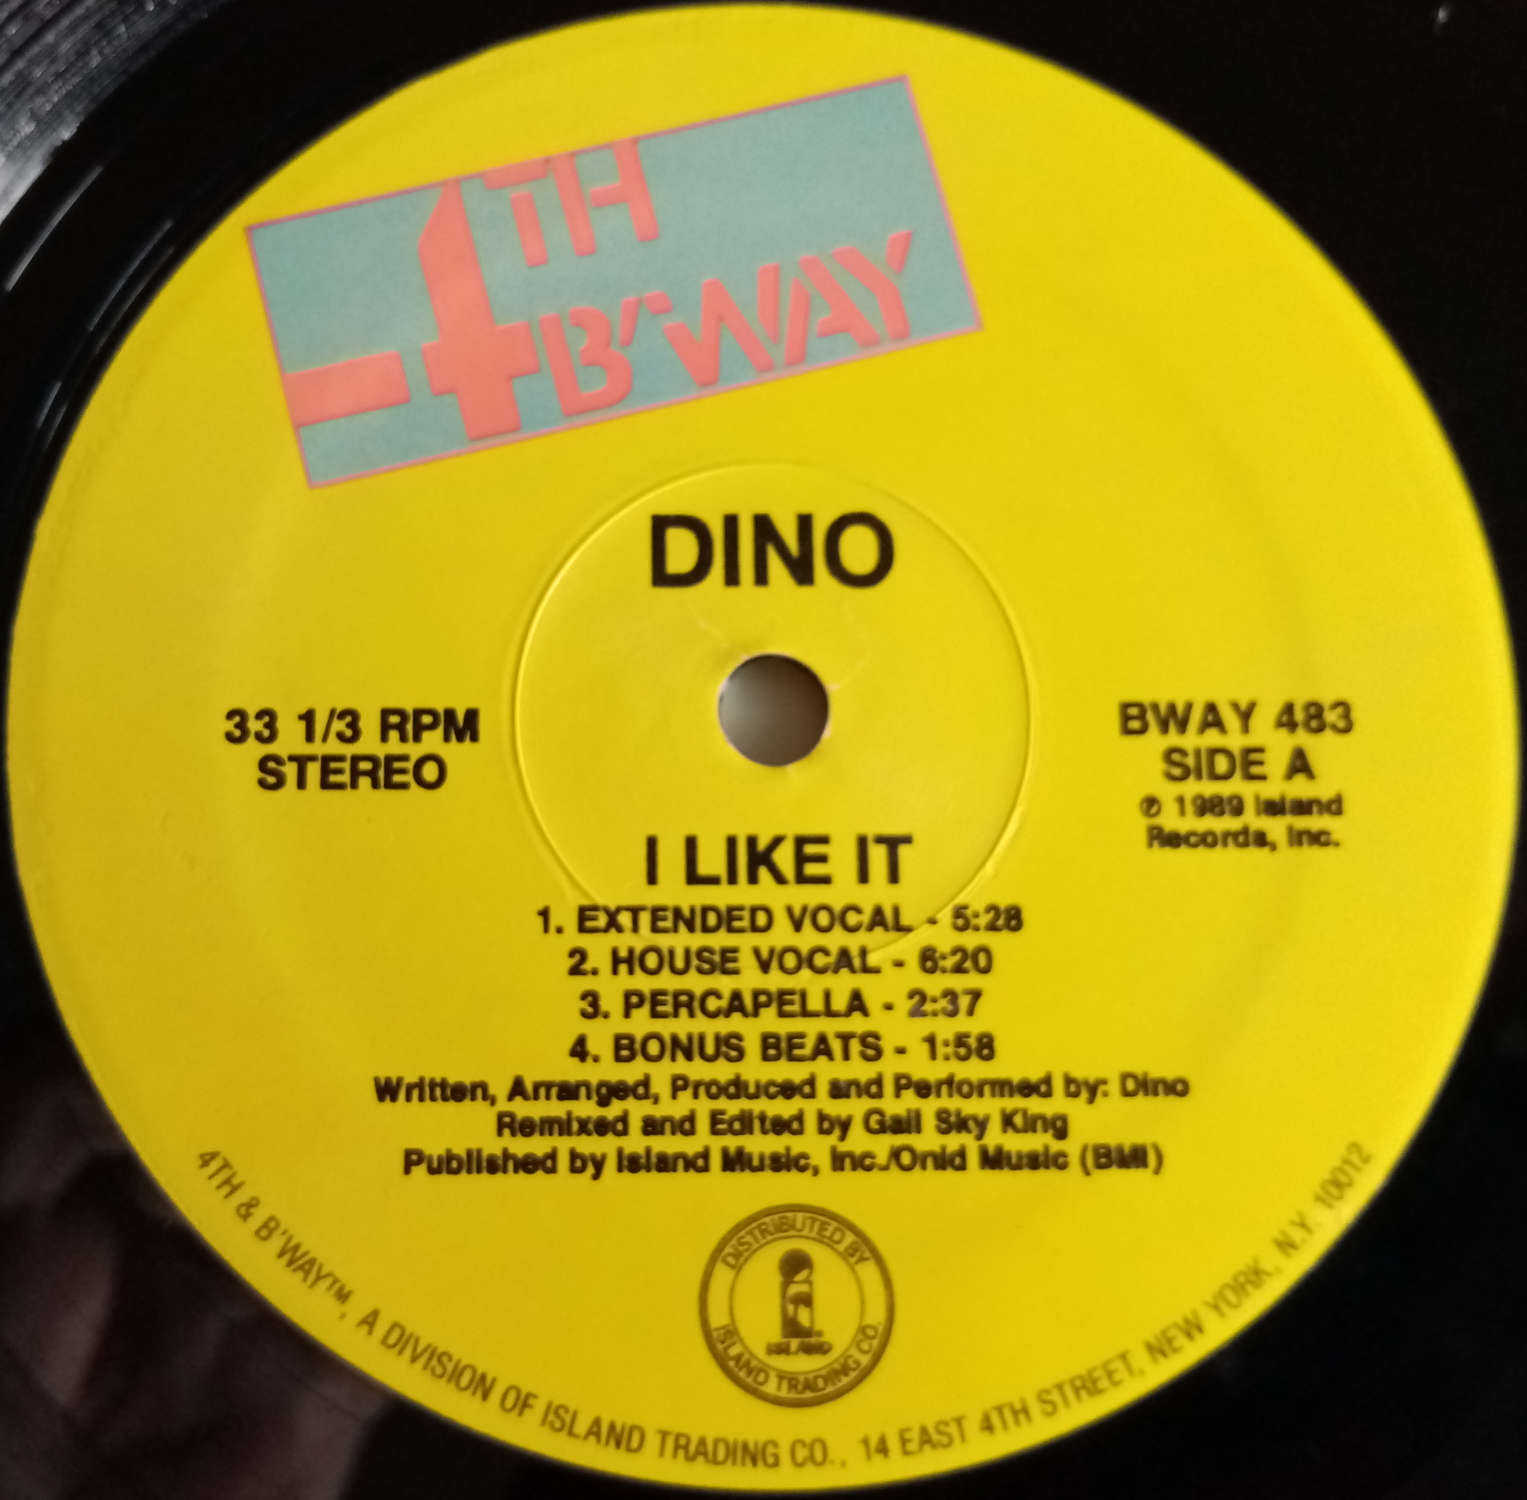 4TH
B'WAY
DINO
33 1/3 RPM
STEREO
BWAY 483
SIDE A
℗ 1989 Island
Records, Inc.
I LIKE IT
1. EXTENDED VOCAL - 5:28
2. HOUSE VOCAL - 6:20
3. PERCAPELLA - 2:37
4. BONUS BEATS - 1:58
Written, Arranged, Produced and Performed by: Dino
Remixed and Edited by Gail Sky King
Published by Island Music, Inc./Onid Music (BMI)
DISTRIBUTED BY
ISLAND
ISLAND TRADING CO.
4TH & B'WAY™, A DIVISION OF ISLAND TRADING CO., 14 EAST 4TH STREET, NEW YORK, N.Y. 10012